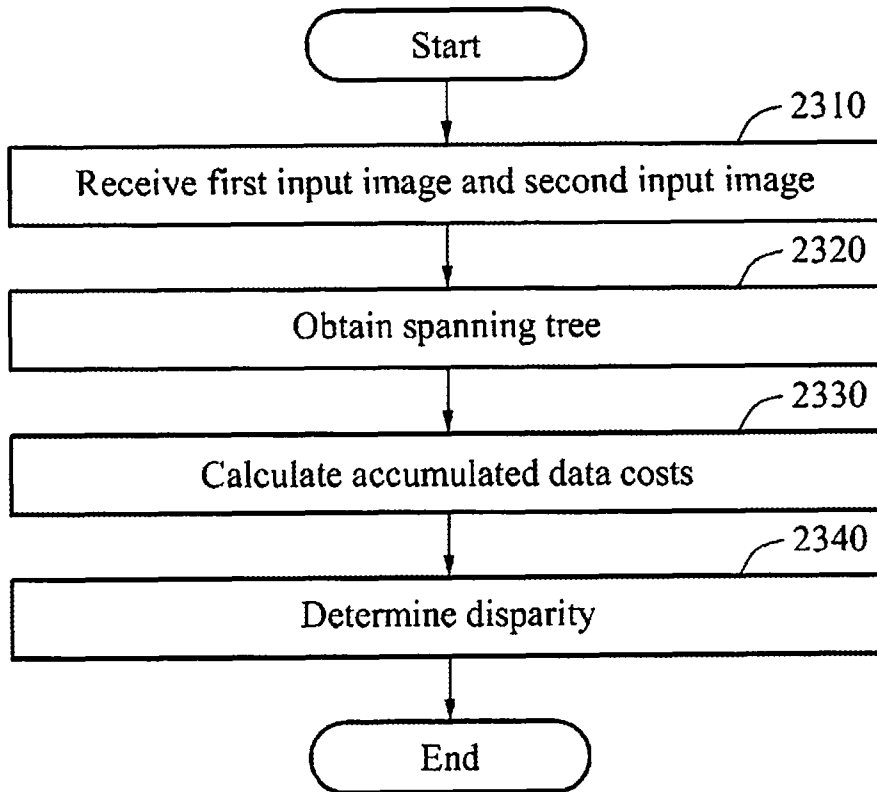 Start
2310
Receive first input image and second input image
2320
Obtain spanning tree
2330
Calculate accumulated data costs
2340
Determine disparity
End